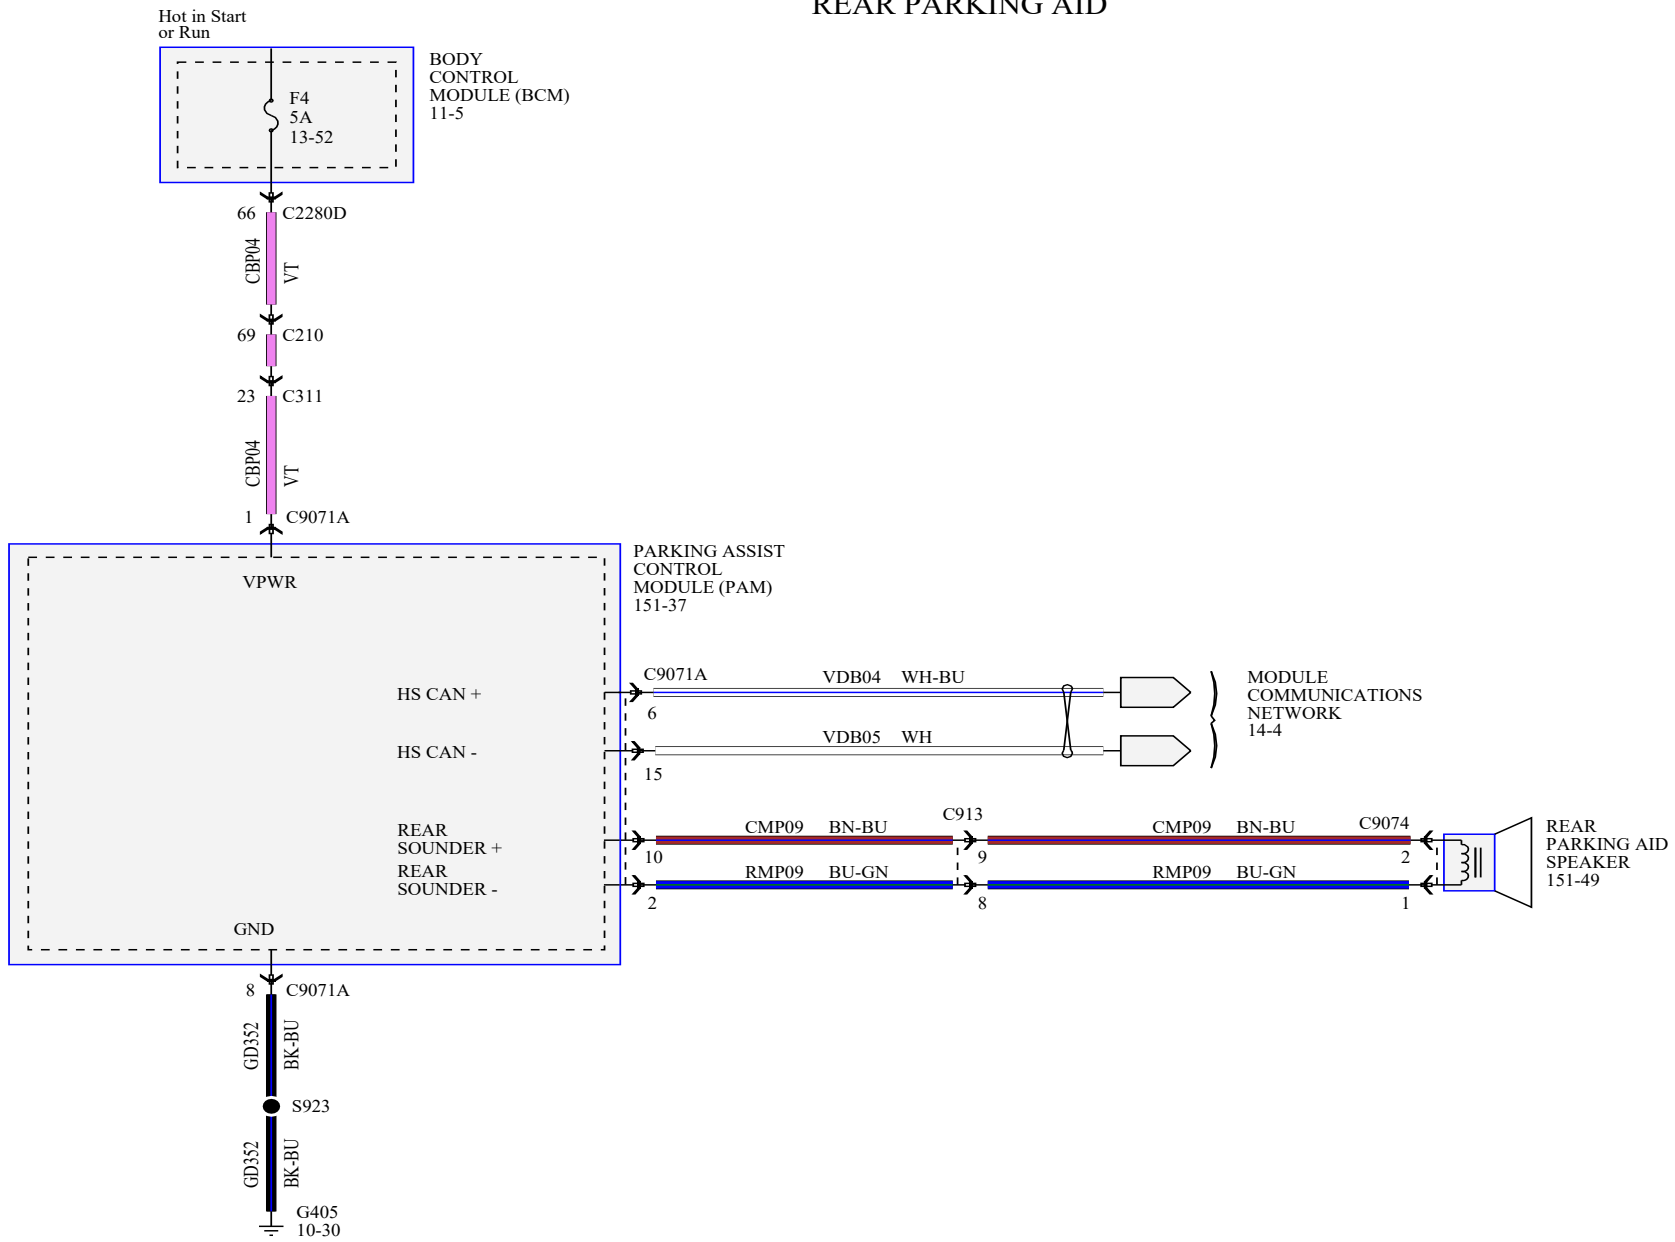 REAR PARKING AID
Hot in Start
or Run
BODY
CONTROL
MODULE (BCM)
11-5
F4
5A
13-52
66 C2280D
CBP04
VT
69 C210
23 C311
CBP04
VT
1 C9071A
PARKING ASSIST
CONTROL
MODULE (PAM)
151-37
VPWR
HS CAN +
C9071A
6
VDB04 WH-BU
MODULE
COMMUNICATIONS
NETWORK
14-4
HS CAN -
15
VDB05 WH
REAR
SOUNDER +
10
CMP09 BN-BU
C913
9
CMP09 BN-BU
C9074
2
REAR
PARKING AID
SPEAKER
151-49
REAR
SOUNDER -
2
RMP09 BU-GN
8
RMP09 BU-GN
1
GND
8 C9071A
GD352
BK-BU
S923
GD352
BK-BU
G405
10-30